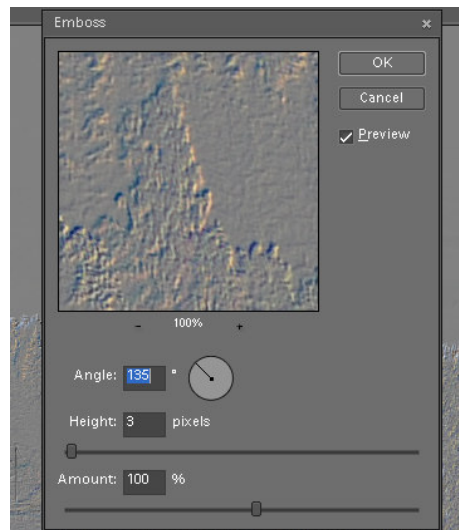 Emboss
OK
Cancel
Preview
- 100% +
Angle: 135 °
Height: 3 pixels
Amount: 100 %